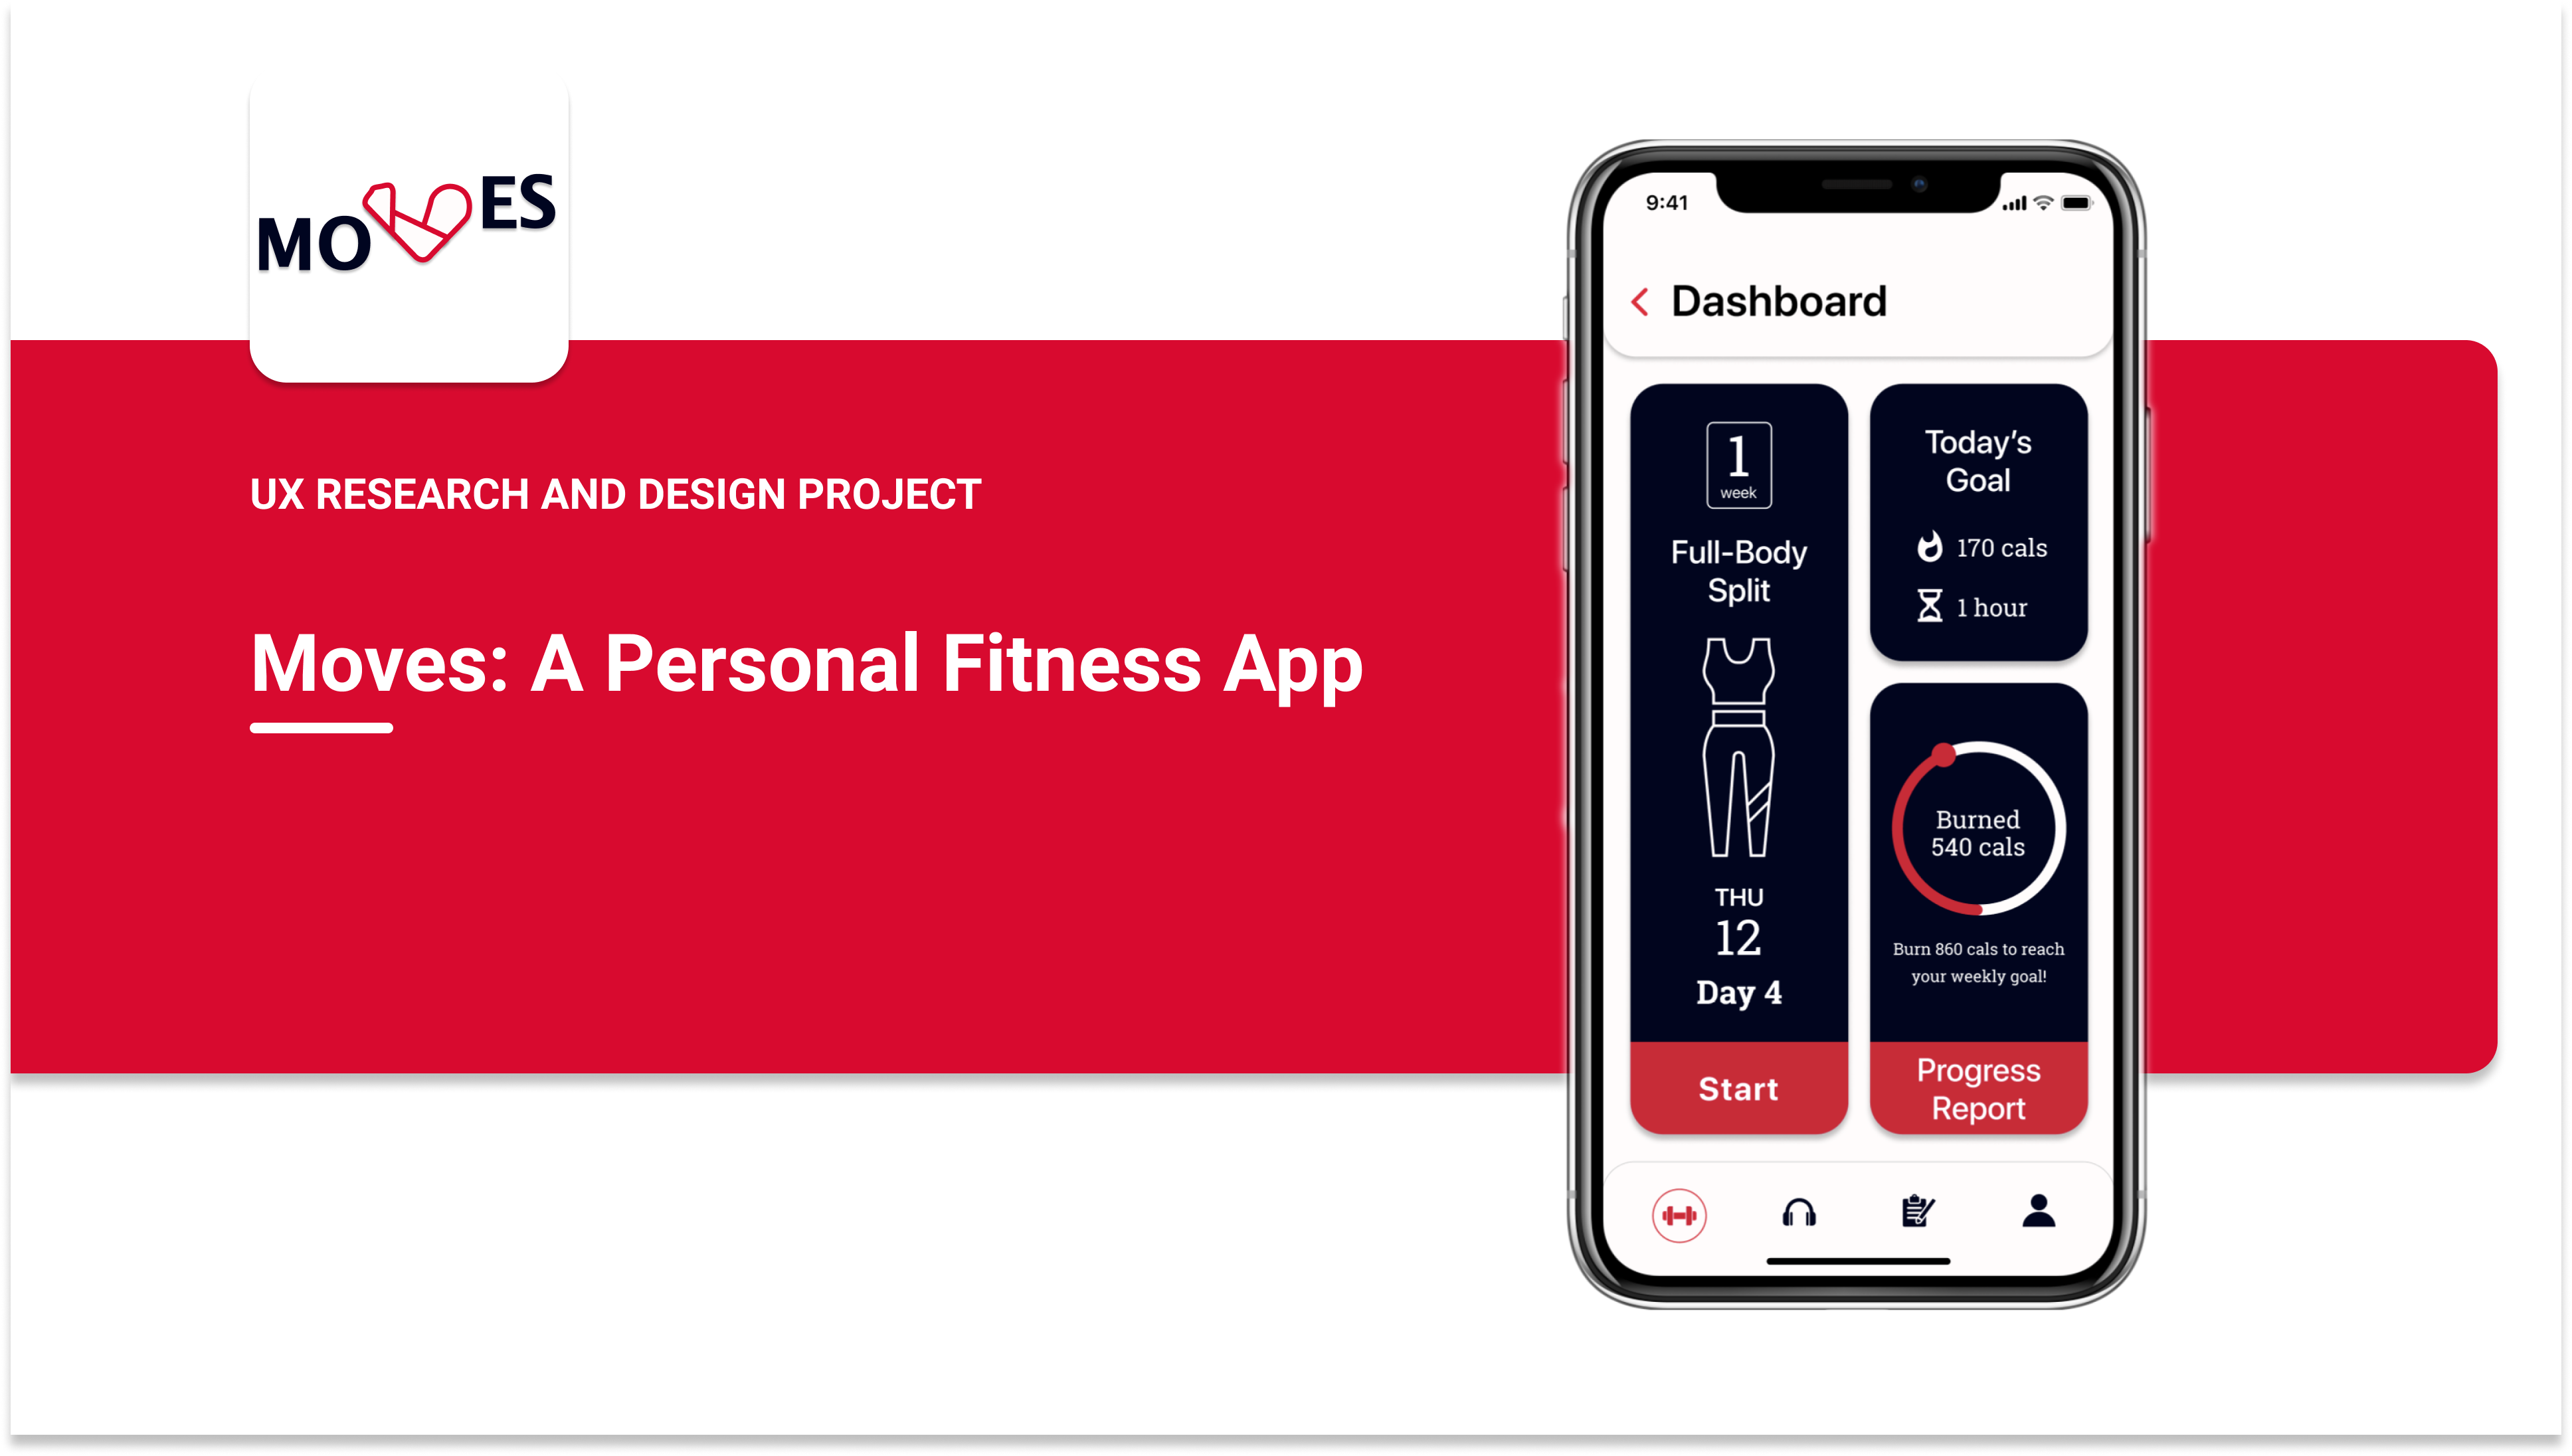 MOVES
UX RESEARCH AND DESIGN PROJECT
Moves: A Personal Fitness App
9:41
Dashboard
1
week
Full-Body
Split
THU
12
Day 4
Start
Today’s
Goal
170 cals
1 hour
Burned
540 cals
Burn 860 cals to reach
your weekly goal!
Progress
Report